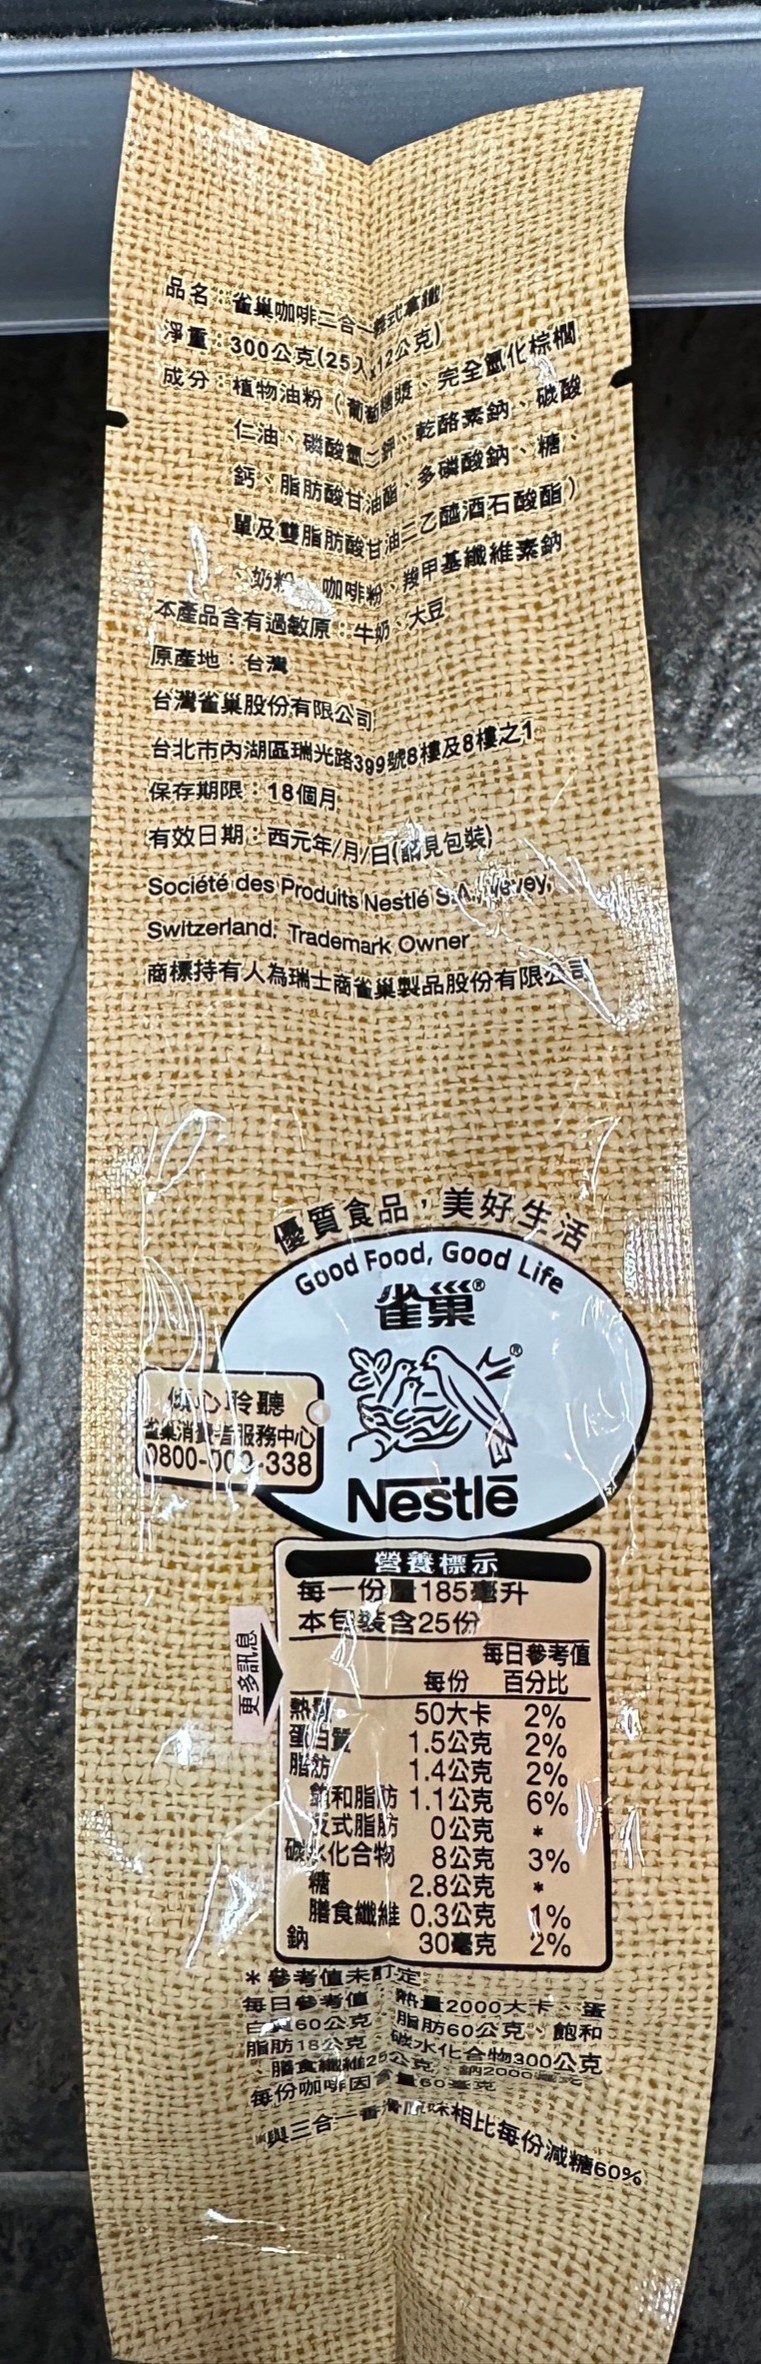 品名：雀巢咖啡二合一義式拿鐵
淨重：300公克(25入x12公克)
成分：植物油粉（葡萄糖漿、完全氫化棕櫚
仁油、磷酸氫二鉀、乾酪素鈉、碳酸
鈣、脂肪酸甘油酯、多磷酸鈉、糖、
單及雙脂肪酸甘油二乙醯酒石酸酯）
、奶粉、咖啡粉、羧甲基纖維素鈉
本產品含有過敏原：牛奶、大豆
原產地：台灣
台灣雀巢股份有限公司
台北市內湖區瑞光路399號8樓及8樓之1
保存期限：18個月
有效日期：西元年/月/日(請見包裝)
Société des Produits Nestlé S.A., Vevey,
Switzerland, Trademark Owner
商標持有人為瑞士商雀巢製品股份有限公司
優質食品，美好生活
Good Food, Good Life
雀巢®
®
Nestlé
傾心聆聽
雀巢消費者服務中心
0800-000-338
營養標示
每一份量185毫升
本包裝含25份
每日參考值
每份 百分比
熱量 50大卡 2%
蛋白質 1.5公克 2%
脂肪 1.4公克 2%
飽和脂肪 1.1公克 6%
反式脂肪 0公克 *
碳水化合物 8公克 3%
糖 2.8公克 *
膳食纖維 0.3公克 1%
鈉 30毫克 2%
更多訊息
*參考值未訂定
每日參考值：熱量2000大卡、蛋
白質60公克、脂肪60公克、飽和
脂肪18公克、碳水化合物300公克
、膳食纖維25公克、鈉2000毫克
每份咖啡因含量60毫克
與三合一香滑原味相比每份減糖60%